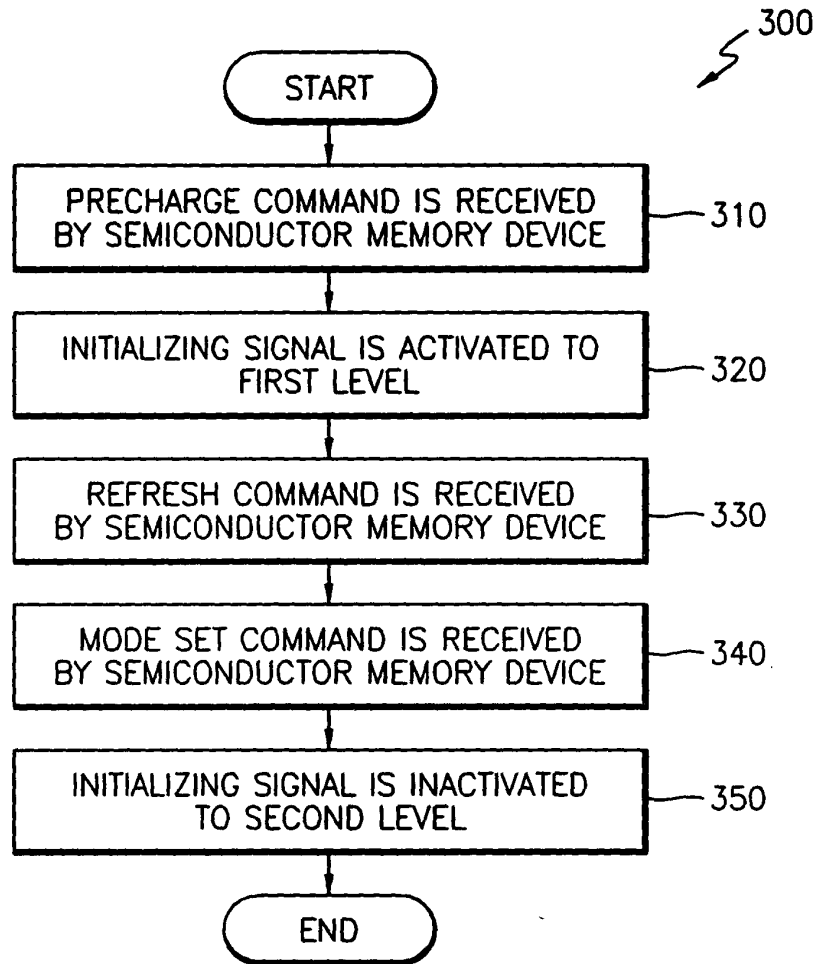 300
START
PRECHARGE COMMAND IS RECEIVED
BY SEMICONDUCTOR MEMORY DEVICE
310
INITIALIZING SIGNAL IS ACTIVATED TO
FIRST LEVEL
320
REFRESH COMMAND IS RECEIVED
BY SEMICONDUCTOR MEMORY DEVICE
330
MODE SET COMMAND IS RECEIVED
BY SEMICONDUCTOR MEMORY DEVICE
340
INITIALIZING SIGNAL IS INACTIVATED
TO SECOND LEVEL
350
END